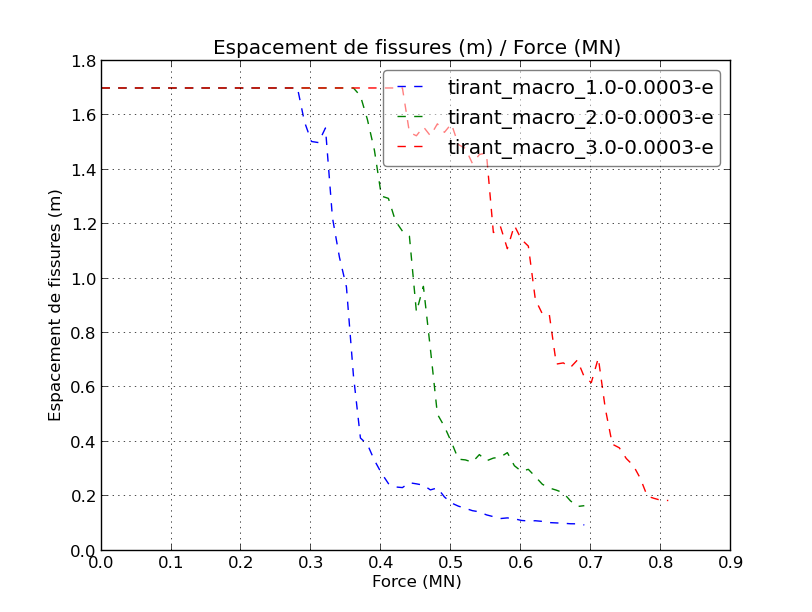 Espacement de fissures (m) / Force (MN)
tirant_macro_1.0-0.0003-e
tirant_macro_2.0-0.0003-e
tirant_macro_3.0-0.0003-e
Espacement de fissures (m)
1.8
1.6
1.4
1.2
1.0
0.8
0.6
0.4
0.2
0.0
0.0 0.1 0.2 0.3 0.4 0.5 0.6 0.7 0.8 0.9
Force (MN)